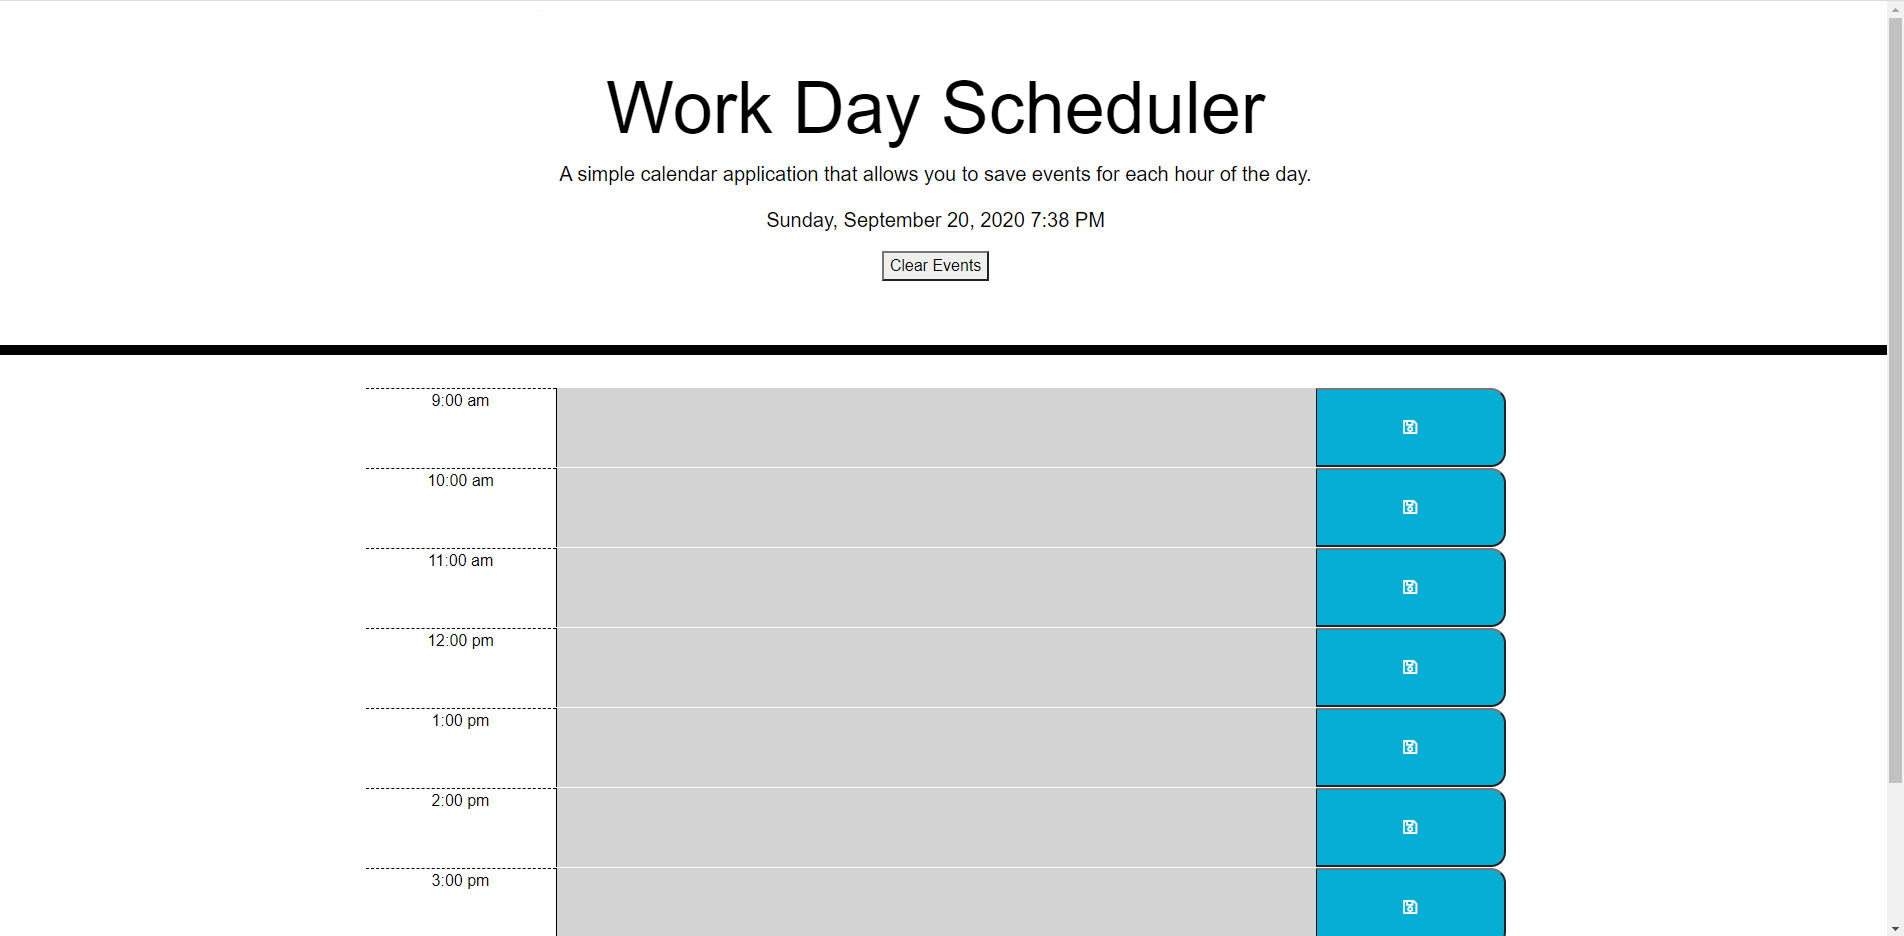 Work Day Scheduler
A simple calendar application that allows you to save events for each hour of the day.
Sunday, September 20, 2020 7:38 PM
Clear Events
9:00 am
10:00 am
11:00 am
12:00 pm
1:00 pm
2:00 pm
3:00 pm